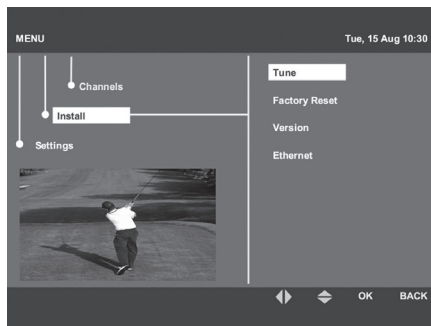 MENU
Tue, 15 Aug 10:30
Channels
Install
Settings
Tune
Factory Reset
Version
Ethernet
OK
BACK